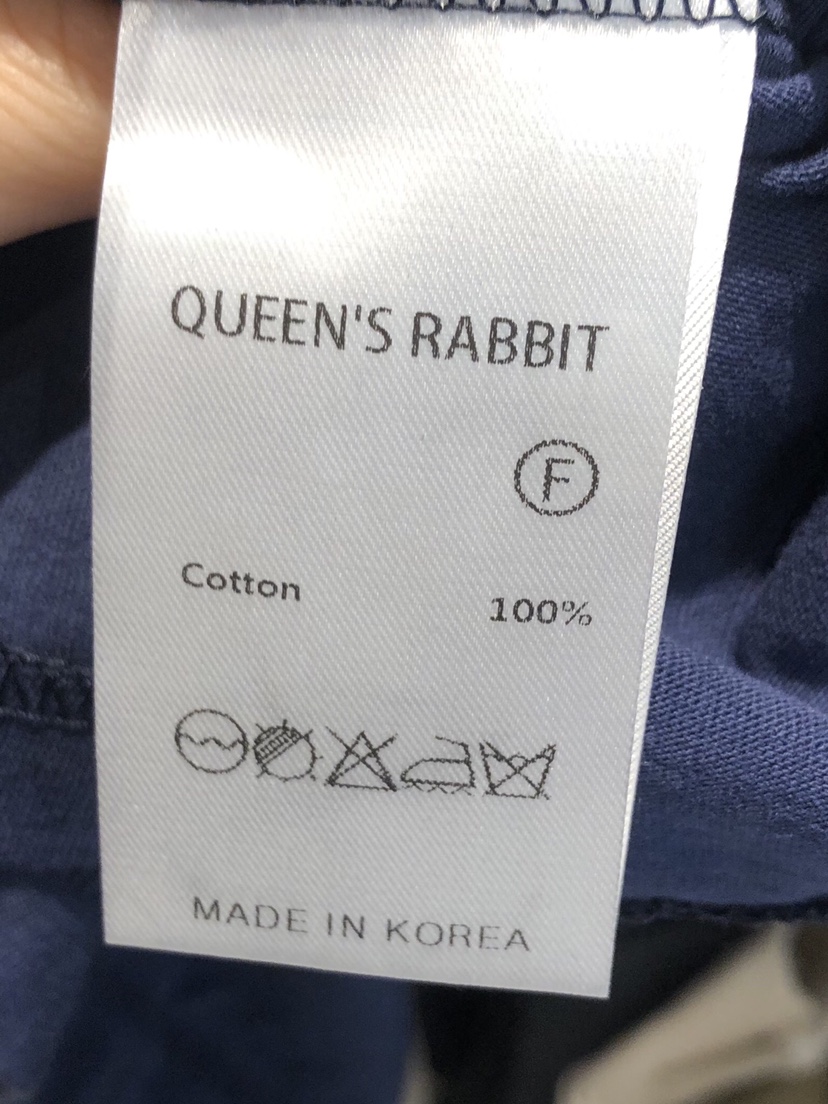 QUEEN'S RABBIT
F
Cotton 100%
MADE IN KOREA